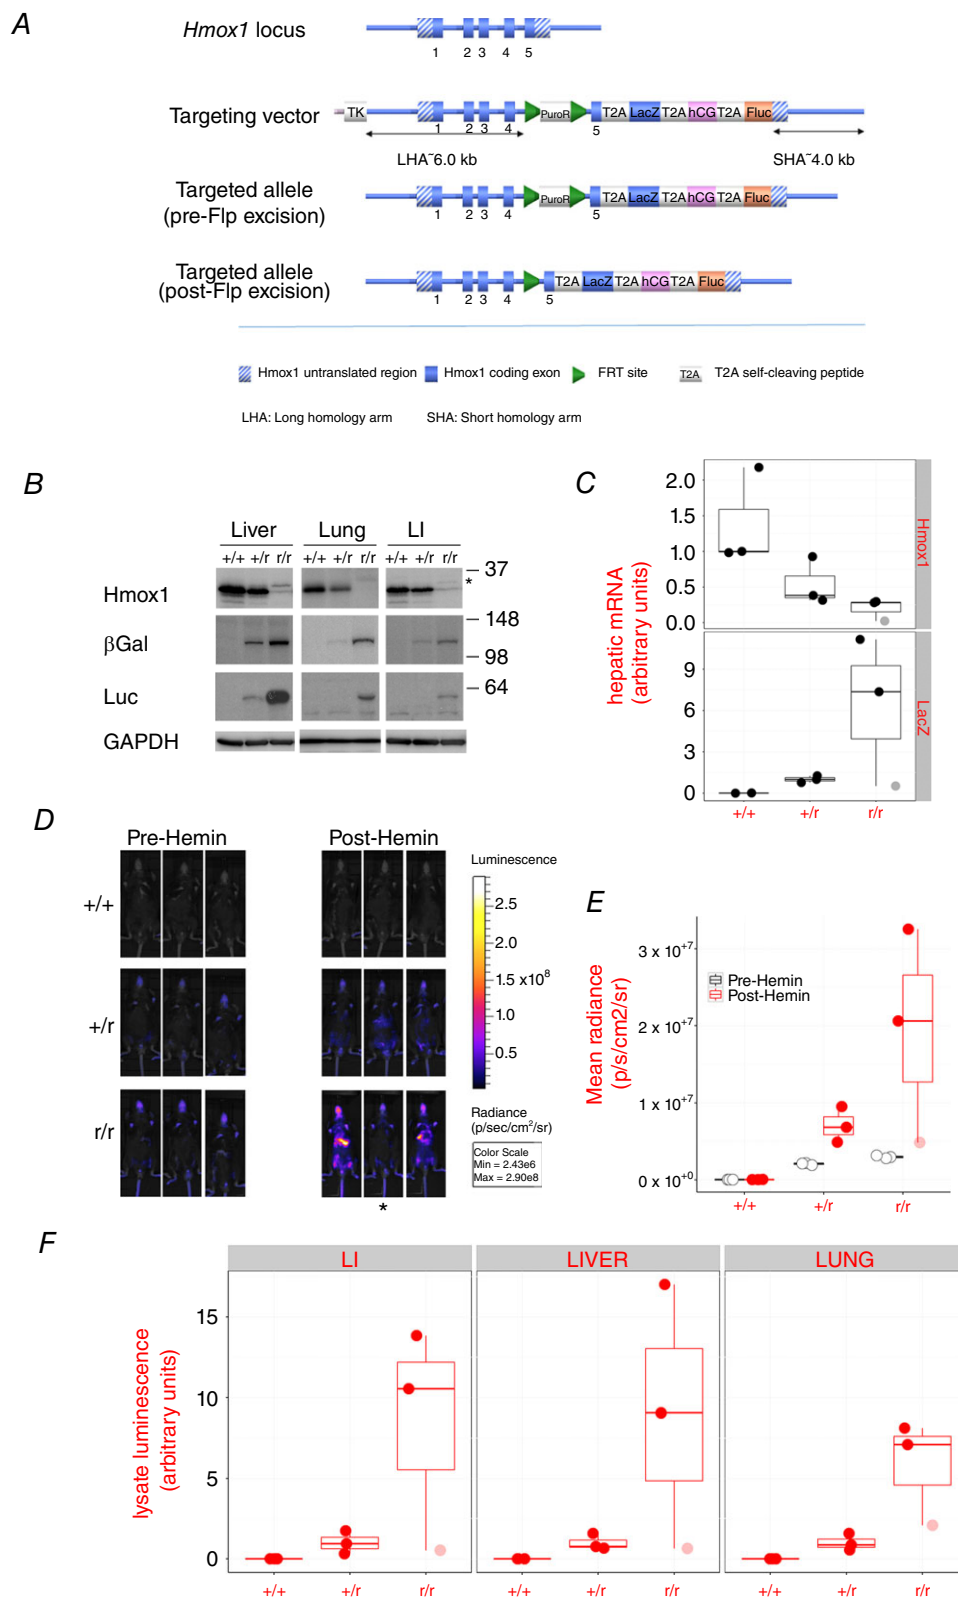 A
Hmox1 locus
1 2 3 4 5
Targeting vector
TK PuroR T2A LacZ T2A hCG T2A Fluc
1 2 3 4 5
LHA~6.0 kb SHA~4.0 kb
Targeted allele
(pre-Flp excision)
PuroR T2A LacZ T2A hCG T2A Fluc
1 2 3 4 5
Targeted allele
(post-Flp excision)
T2A LacZ T2A hCG T2A Fluc
1 2 3 4 5
Hmox1 untranslated region Hmox1 coding exon FRT site T2A T2A self-cleaving peptide
LHA: Long homology arm SHA: Short homology arm
B
Liver Lung LI
+/+ +/r r/r +/+ +/r r/r +/+ +/r r/r
Hmox1
37
*
βGal
148
98
Luc
64
GAPDH
C
hepatic mRNA
(arbitrary units)
2.0
1.5
1.0
0.5
0.0
Hmox1
9
6
3
0
LacZ
+/+ +/r r/r
D
Pre-Hemin Post-Hemin
+/+
+/r
r/r
*
Luminescence
2.5
2.0
1.5 x10⁸
1.0
0.5
Radiance
(p/sec/cm²/sr)
Color Scale
Min = 2.43e6
Max = 2.90e8
E
Mean radiance
(p/s/cm2/sr)
3 x 10⁺⁷
2 x 10⁺⁷
1 x 10⁺⁷
0 x 10⁺⁰
Pre-Hemin
Post-Hemin
+/+ +/r r/r
F
LI LIVER LUNG
lysate luminescence
(arbitrary units)
15
10
5
0
+/+ +/r r/r +/+ +/r r/r +/+ +/r r/r